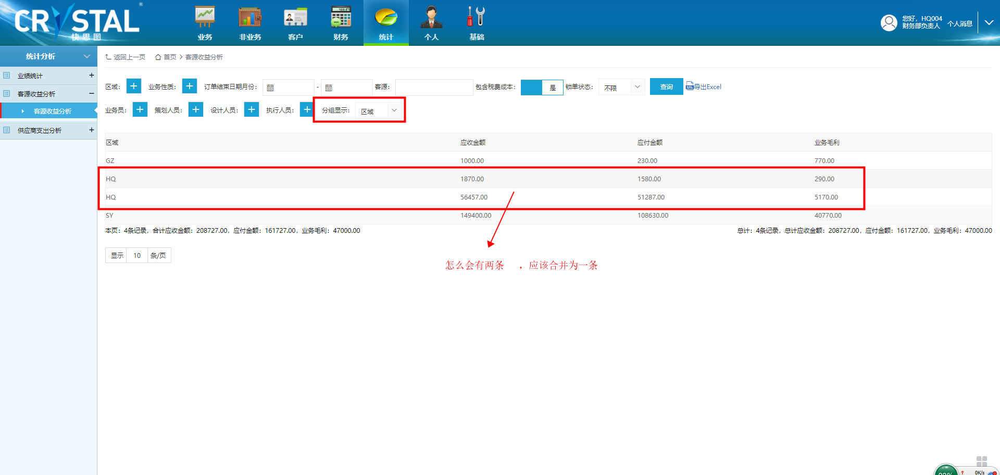 CRYSTAL ®
快思图
业务 非业务 客户 财务 统计 个人 基础
您好，HQ004
财务部负责人
个人消息
统计分析
业绩统计 +
客源收益分析 −
客源收益分析
供应商支出分析 +
返回上一页 首页 > 客源收益分析
区域： + 业务性质： + 订单结束日期月份： - 客源： 包含税费成本： 是 锁单状态： 不限 查询 导出Excel
业务员： + 策划人员： + 设计人员： + 执行人员： + 分组显示： 区域
区域 应收金额 应付金额 业务毛利
GZ 1000.00 230.00 770.00
HQ 1870.00 1580.00 290.00
HQ 56457.00 51287.00 5170.00
SY 149400.00 108630.00 40770.00
本页：4条记录，合计应收金额：208727.00，应付金额：161727.00，业务毛利：47000.00
总计：4条记录，总计应收金额：208727.00，应付金额：161727.00，业务毛利：47000.00
显示 10 条/页
怎么会有两条 ，应该合并为一条
0K/s